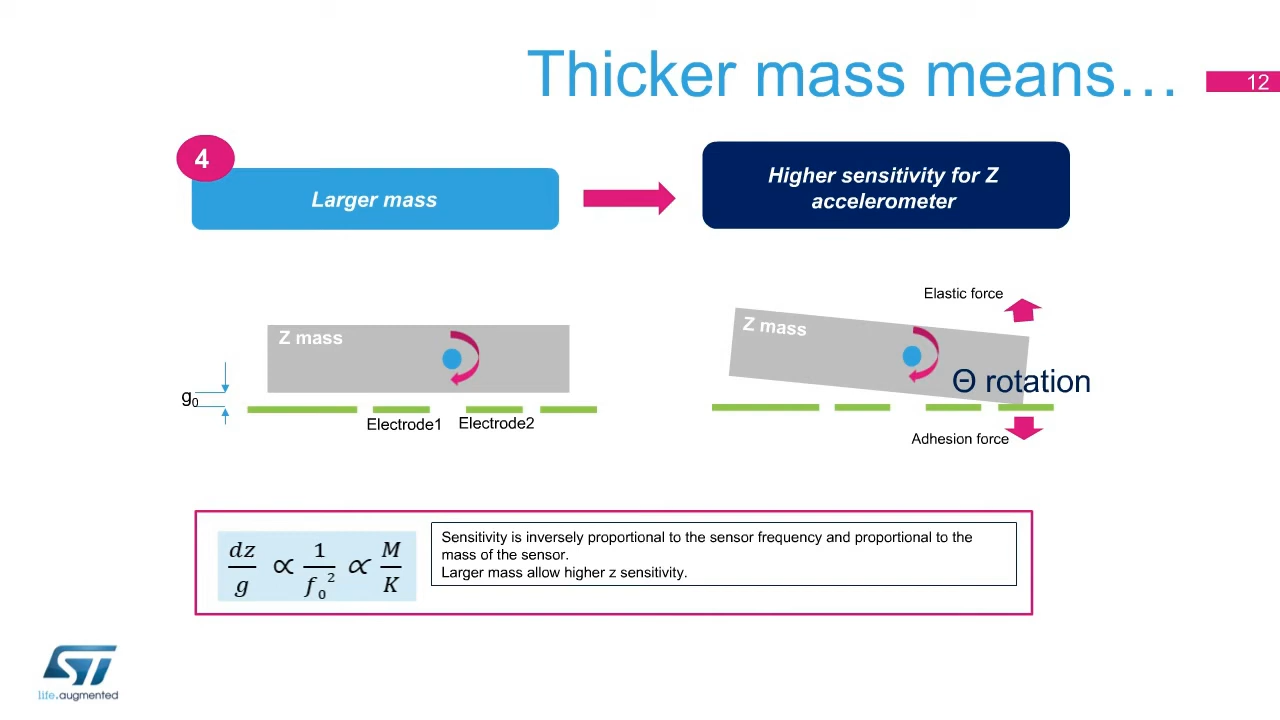 Thicker mass means…
12
4
Larger mass
Higher sensitivity for Z
accelerometer
Elastic force
Z mass
Z mass
Θ rotation
g₀
Electrode1
Electrode2
Adhesion force
dz/g ∝ 1/f₀² ∝ M/K
Sensitivity is inversely proportional to the sensor frequency and proportional to the
mass of the sensor.
Larger mass allow higher z sensitivity.
ST
life.augmented